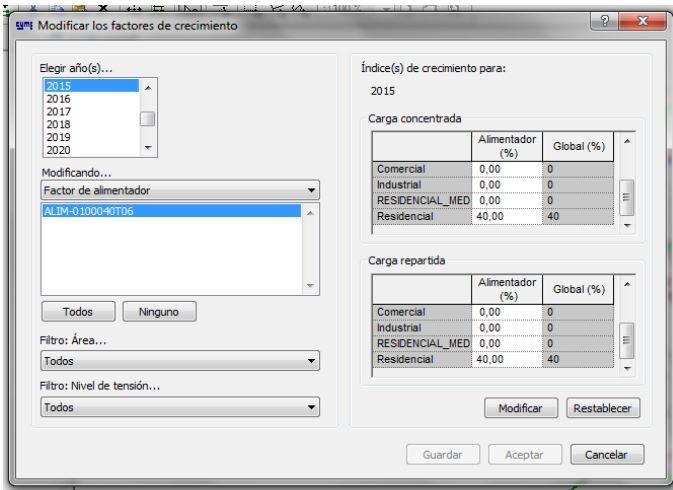 Modificar los factores de crecimiento
Elegir año(s)...
2015
2016
2017
2018
2019
2020
Modificando...
Factor de alimentador
ALIM-0100040T06
Todos
Ninguno
Filtro: Área...
Todos
Filtro: Nivel de tensión...
Todos
Índice(s) de crecimiento para:
2015
Carga concentrada
Alimentador (%)
Global (%)
Comercial 0,00 0
Industrial 0,00 0
RESIDENCIAL_MED 0,00 0
Residencial 40,00 40
Carga repartida
Alimentador (%)
Global (%)
Comercial 0,00 0
Industrial 0,00 0
RESIDENCIAL_MED 0,00 0
Residencial 40,00 40
Modificar
Restablecer
Guardar
Aceptar
Cancelar